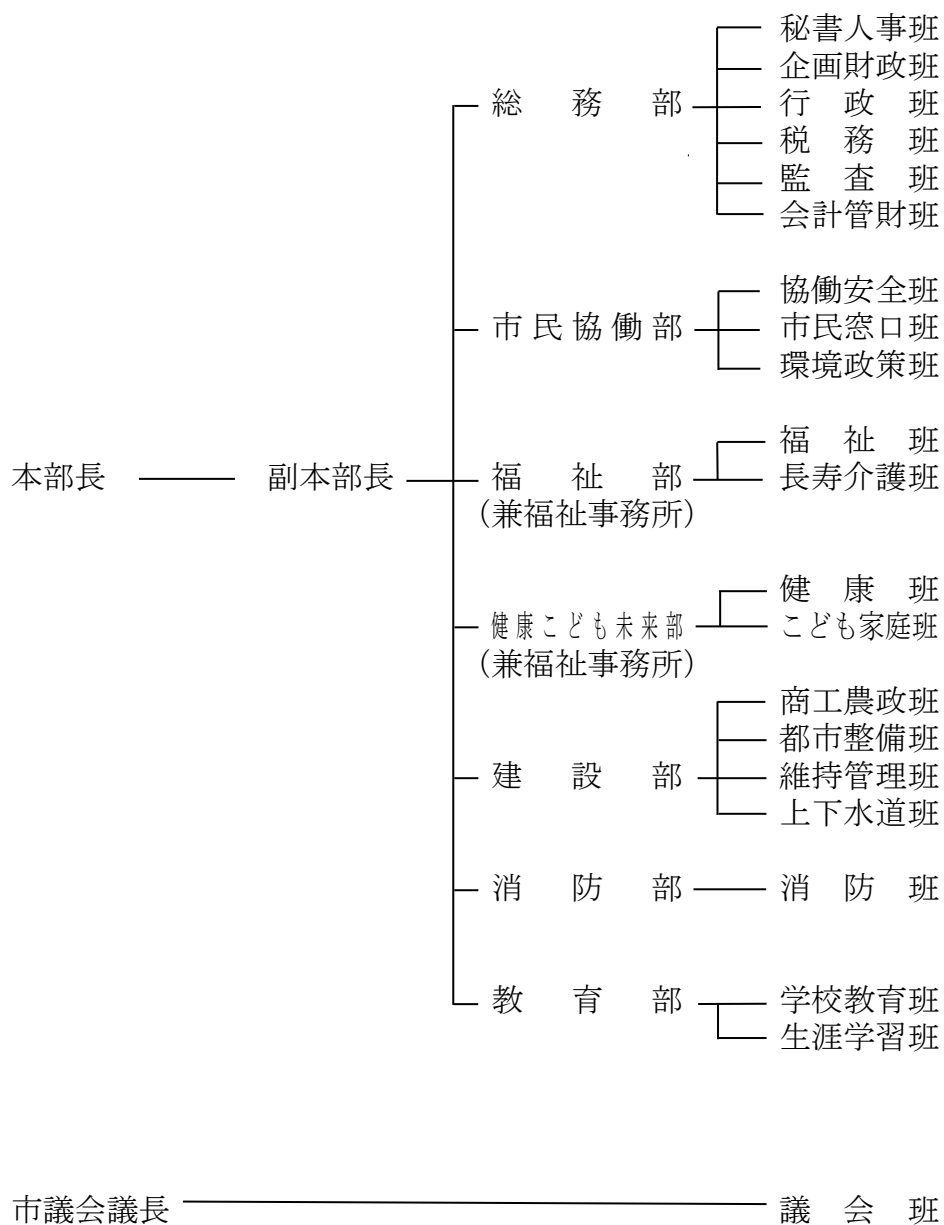 秘書人事班
企画財政班
総務部 行政班
税務班
監査班
会計管財班
協働安全班
市民協働部 市民窓口班
環境政策班
福祉班
本部長 副本部長 福祉部 長寿介護班
(兼福祉事務所)
健康班
健康こども未来部 こども家庭班
(兼福祉事務所)
商工農政班
都市整備班
建設部 維持管理班
上下水道班
消防部 消防班
教育部 学校教育班
生涯学習班
市議会議長 議会班